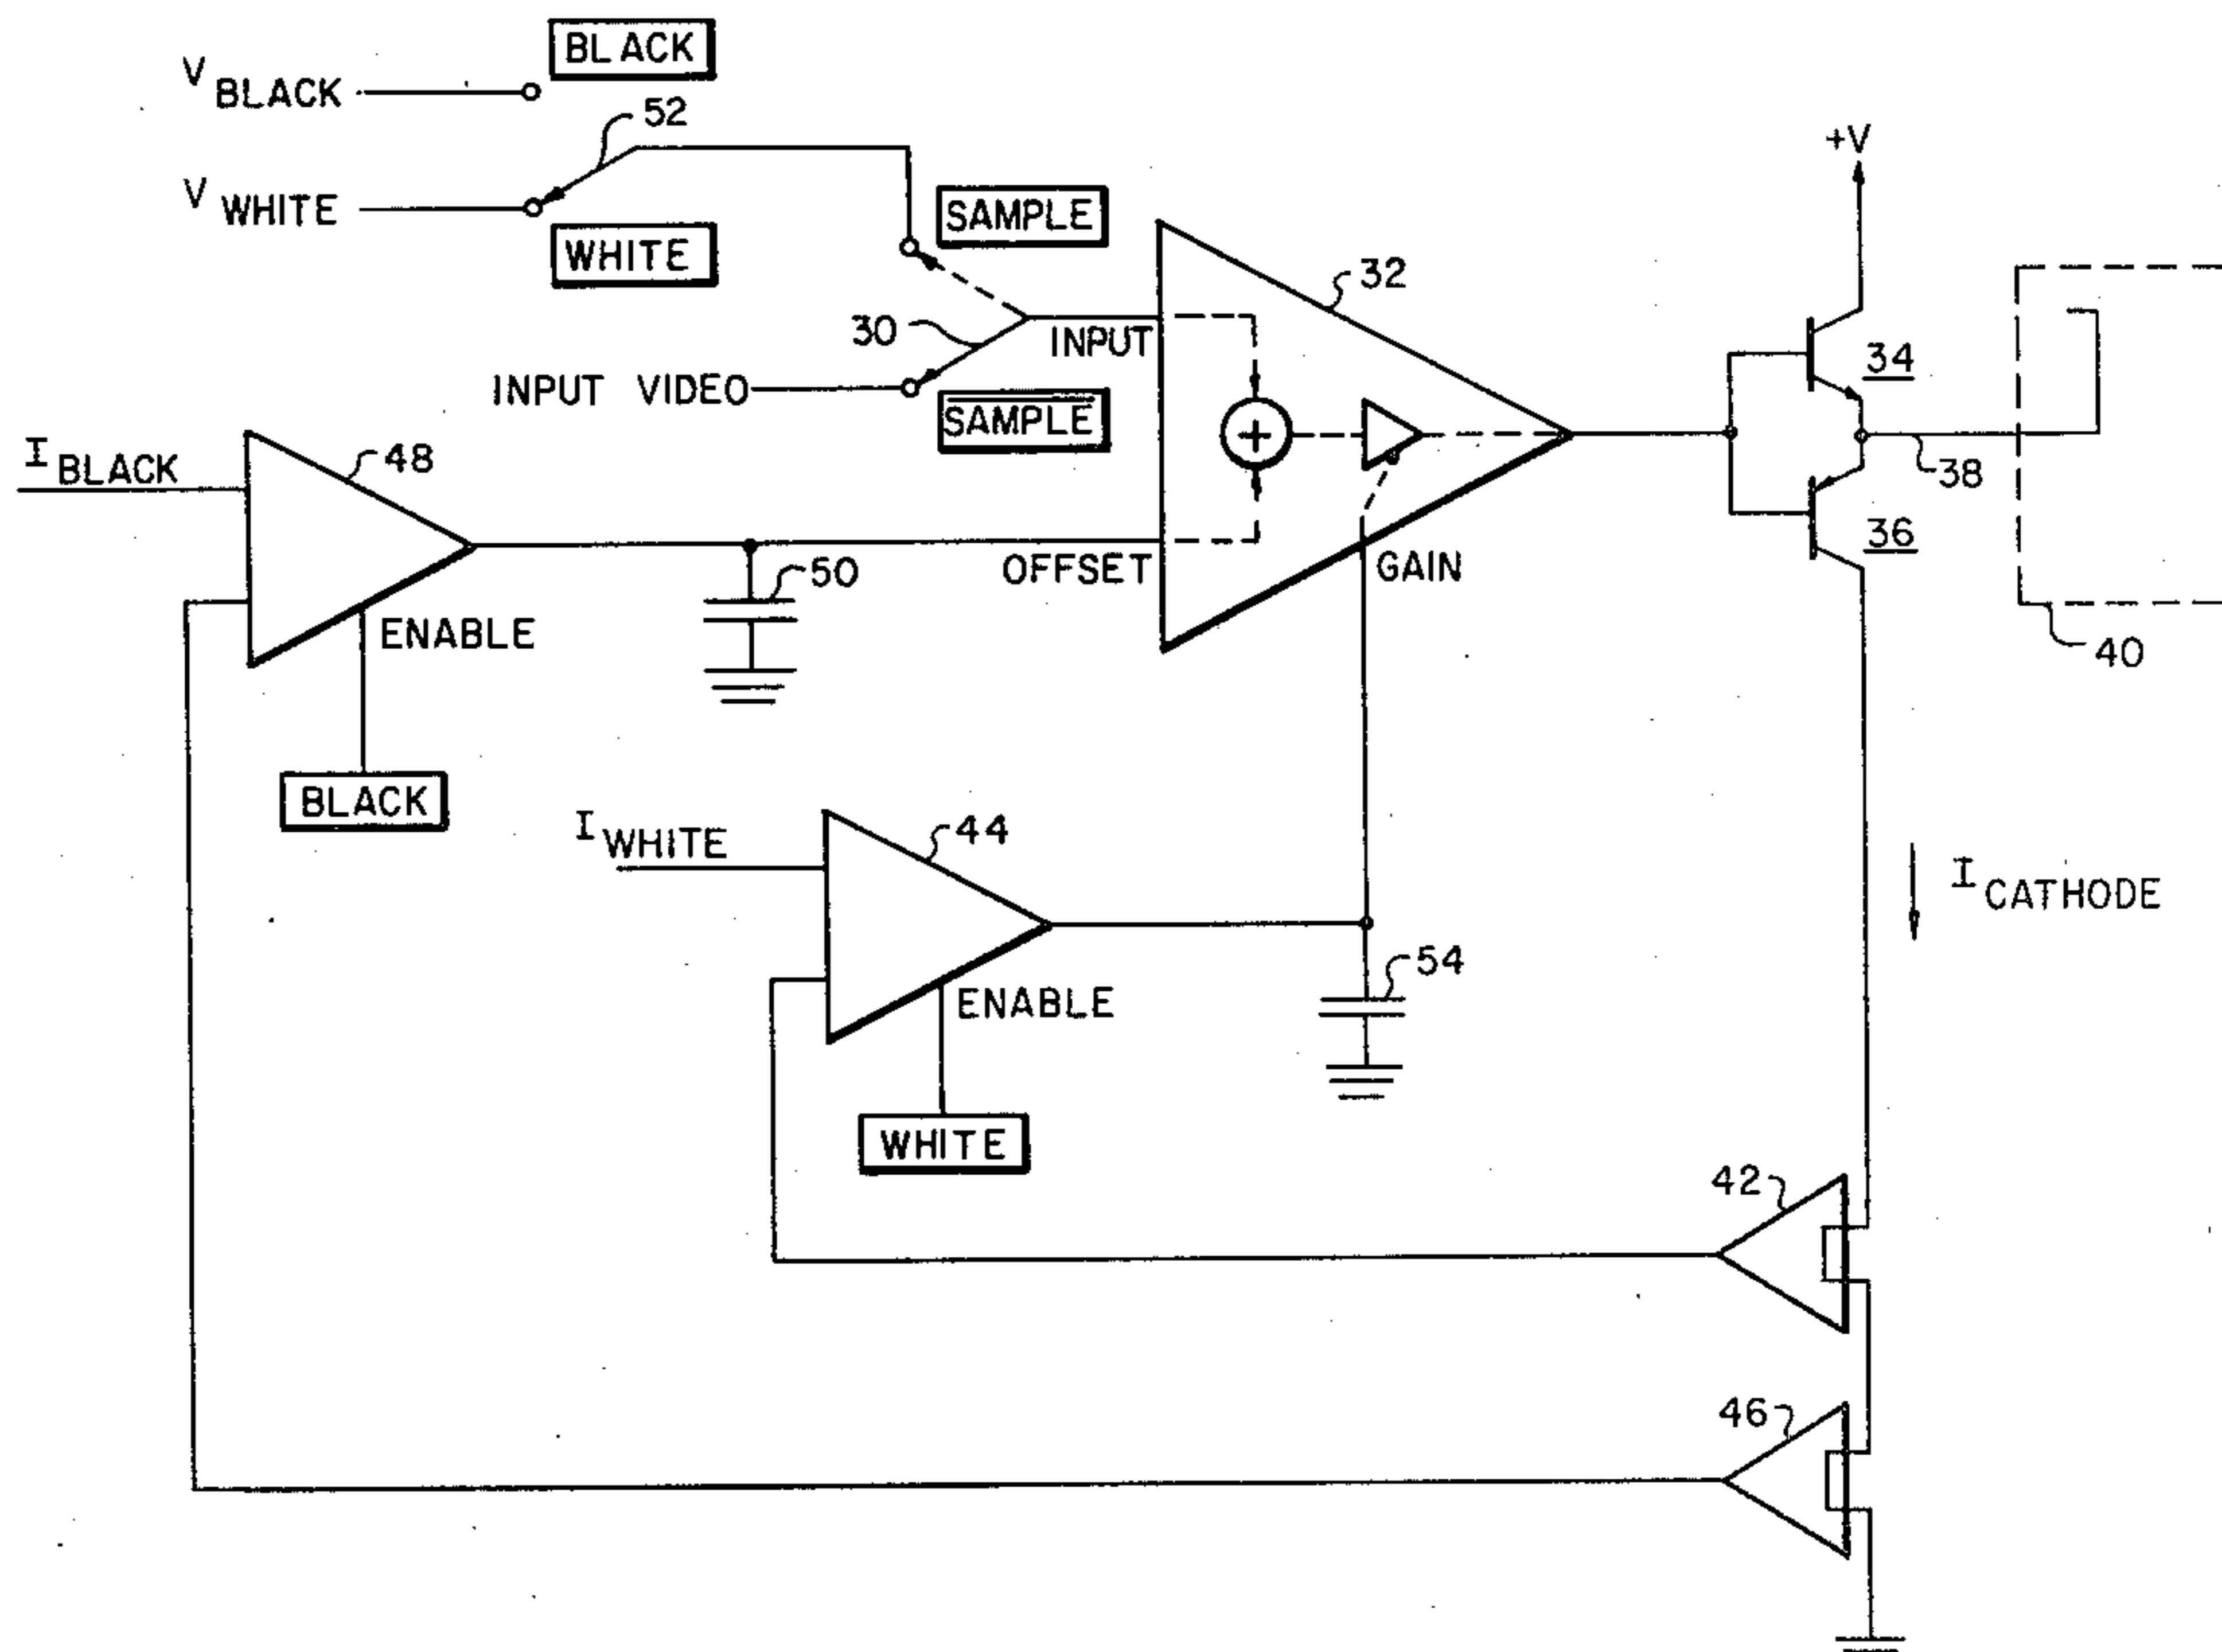 BLACK
V BLACK
52
+V
V WHITE
SAMPLE
WHITE
32
30
INPUT
34
INPUT VIDEO
SAMPLE
I BLACK
48
38
36
50
OFFSET
GAIN
ENABLE
40
BLACK
I WHITE
44
I CATHODE
54
ENABLE
WHITE
42
46